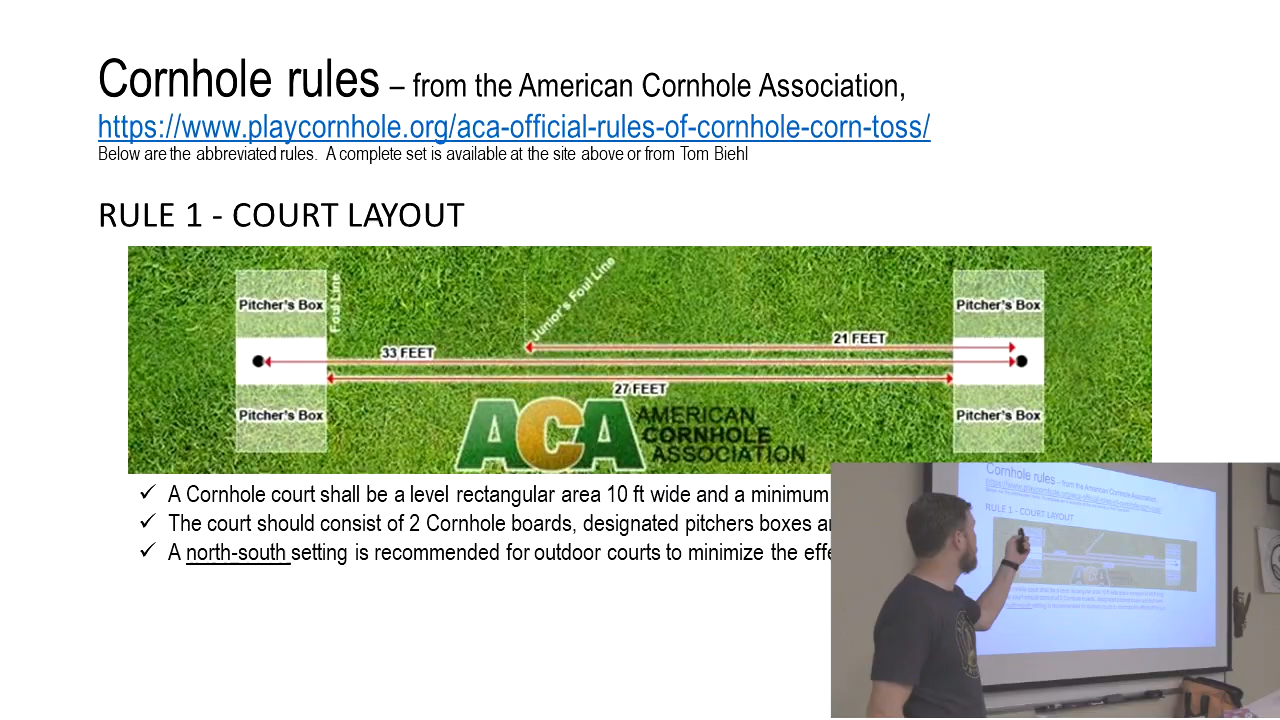 Cornhole rules – from the American Cornhole Association,
https://www.playcornhole.org/aca-official-rules-of-cornhole-corn-toss/
Below are the abbreviated rules. A complete set is available at the site above or from Tom Biehl
RULE 1 - COURT LAYOUT
Pitcher's Box
Foul Line
Junior's Foul Line
Pitcher's Box
21 FEET
33 FEET
27 FEET
Pitcher's Box
Pitcher's Box
ACA AMERICAN
CORNHOLE
ASSOCIATION
✓ A Cornhole court shall be a level rectangular area 10 ft wide and a minimum
✓ The court should consist of 2 Cornhole boards, designated pitchers boxes
✓ A north-south setting is recommended for outdoor courts to minimize the
Cornhole rules – from the American Cornhole Association,
RULE 1 - COURT LAYOUT